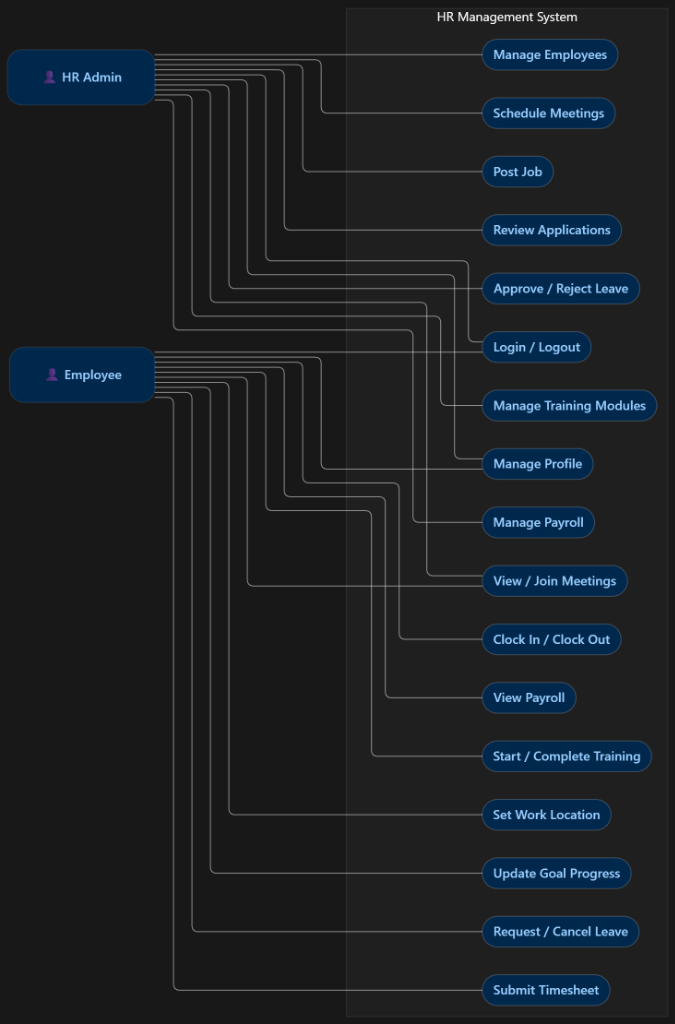 HR Management System
HR Admin
Manage Employees
Schedule Meetings
Post Job
Review Applications
Approve / Reject Leave
Login / Logout
Employee
Manage Training Modules
Manage Profile
Manage Payroll
View / Join Meetings
Clock In / Clock Out
View Payroll
Start / Complete Training
Set Work Location
Update Goal Progress
Request / Cancel Leave
Submit Timesheet